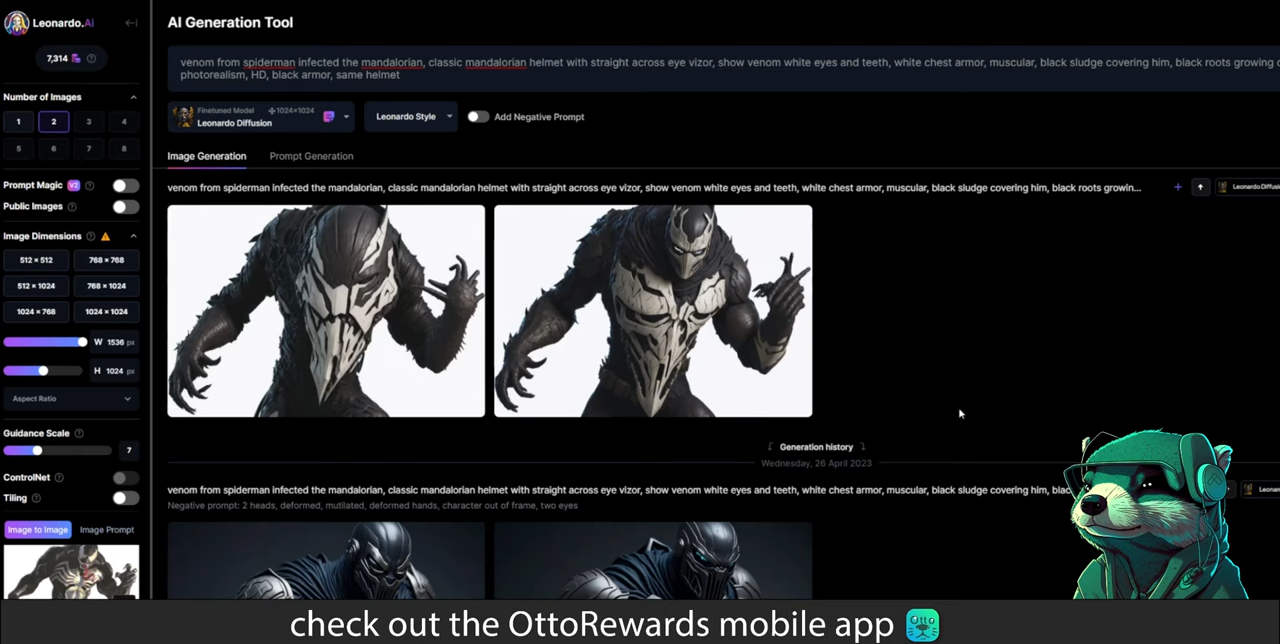 Leonardo.Ai
7,314
Number of Images
1 2 3 4
5 6 7 8
Prompt Magic V2
Public Images
Image Dimensions
512 × 512 768 × 768
512 × 1024 768 × 1024
1024 × 768 1024 × 1024
W 1536 px
H 1024 px
Aspect Ratio
Guidance Scale
7
ControlNet
Tiling
Image to Image Image Prompt
AI Generation Tool
venom from spiderman infected the mandalorian, classic mandalorian helmet with straight across eye vizor, show venom white eyes and teeth, white chest armor, muscular, black sludge covering him, black roots growing
photorealism, HD, black armor, same helmet
Finetuned Model 1024×1024
Leonardo Diffusion
Leonardo Style
Add Negative Prompt
Image Generation Prompt Generation
venom from spiderman infected the mandalorian, classic mandalorian helmet with straight across eye vizor, show venom white eyes and teeth, white chest armor, muscular, black sludge covering him, black roots growin...
Leonardo
Generation history
Wednesday, 26 April 2023
venom from spiderman infected the mandalorian, classic mandalorian helmet with straight across eye vizor, show venom white eyes and teeth, white chest armor, muscular, black sludge covering him,
Negative prompt: 2 heads, deformed, mutilated, deformed hands, character out of frame, two eyes
check out the OttoRewards mobile app Otto